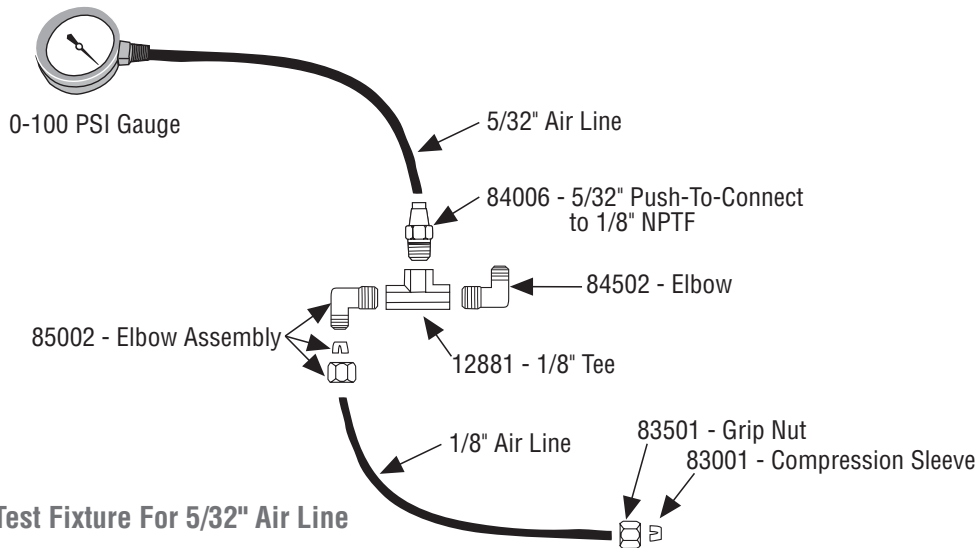 0-100 PSI Gauge
5/32" Air Line
84006 - 5/32" Push-To-Connect
to 1/8" NPTF
84502 - Elbow
85002 - Elbow Assembly
12881 - 1/8" Tee
1/8" Air Line
83501 - Grip Nut
83001 - Compression Sleeve
Test Fixture For 5/32" Air Line